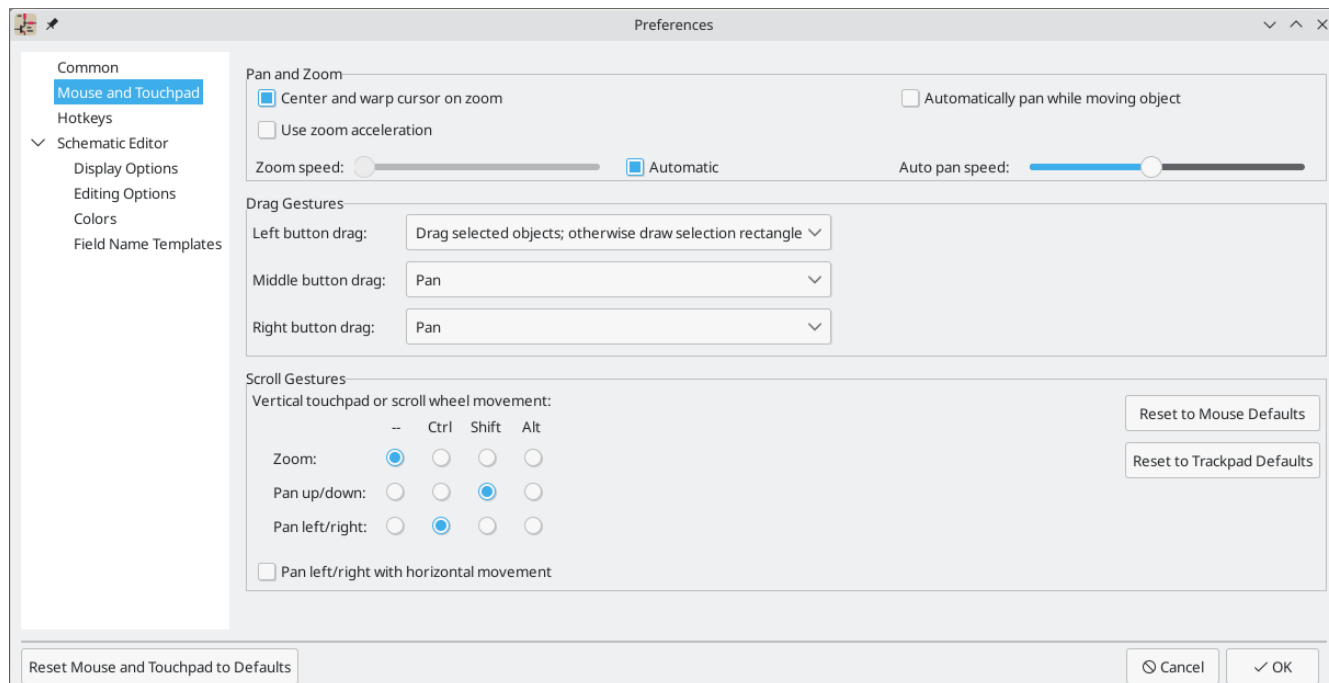 Preferences
Common
Mouse and Touchpad
Hotkeys
Schematic Editor
Display Options
Editing Options
Colors
Field Name Templates
Pan and Zoom
Center and warp cursor on zoom
Automatically pan while moving object
Use zoom acceleration
Zoom speed:
Automatic
Auto pan speed:
Drag Gestures
Left button drag:
Drag selected objects; otherwise draw selection rectangle
Middle button drag:
Pan
Right button drag:
Pan
Scroll Gestures
Vertical touchpad or scroll wheel movement:
-- Ctrl Shift Alt
Zoom:
Pan up/down:
Pan left/right:
Pan left/right with horizontal movement
Reset to Mouse Defaults
Reset to Trackpad Defaults
Reset Mouse and Touchpad to Defaults
Cancel
OK